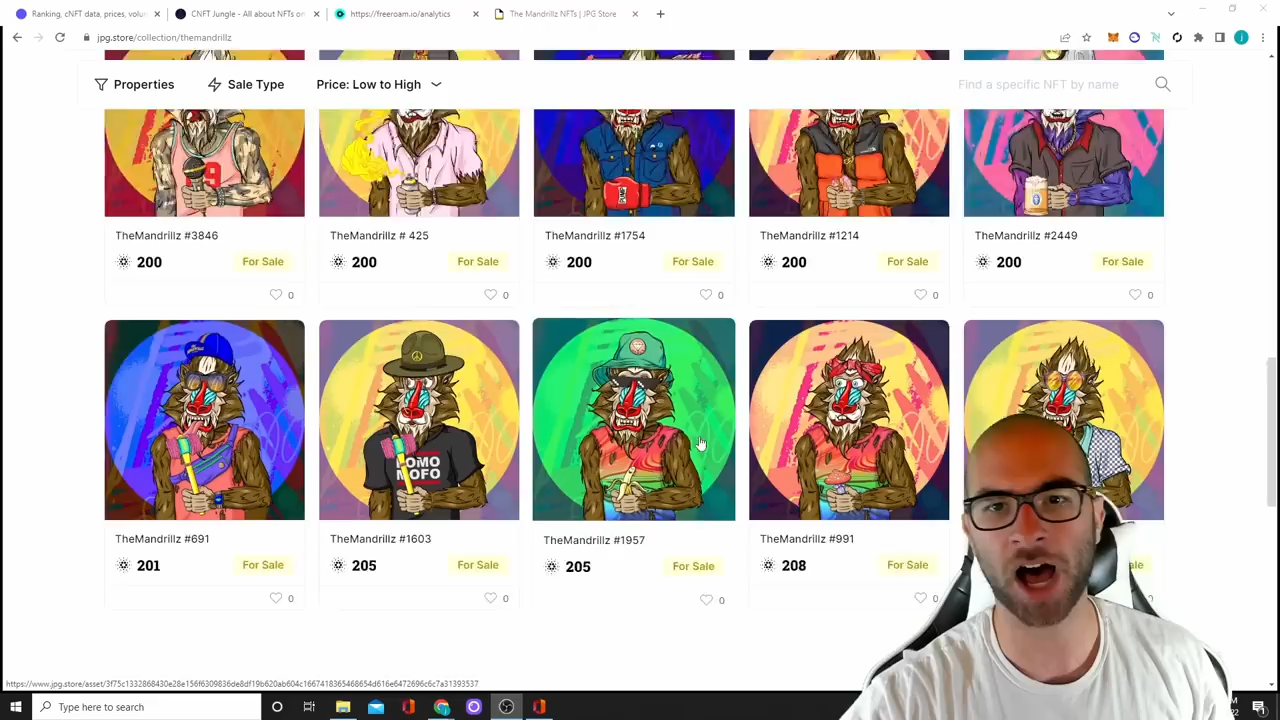 Ranking, cNFT data, prices, volum
CNFT Jungle - All about NFTs on
https://freeroam.io/analytics
The Mandrillz NFTs | JPG Store
jpg.store/collection/themandrillz
Properties
Sale Type
Price: Low to High
Find a specific NFT by name
9
TheMandrillz #3846
TheMandrillz # 425
TheMandrillz #1754
TheMandrillz #1214
TheMandrillz #2449
200 For Sale
200 For Sale
200 For Sale
200 For Sale
200 For Sale
0
0
0
0
0
FOMO
MOFO
TheMandrillz #691
TheMandrillz #1603
TheMandrillz #1957
TheMandrillz #991
201 For Sale
205 For Sale
205 For Sale
208 For Sale
0
0
0
0
Type here to search